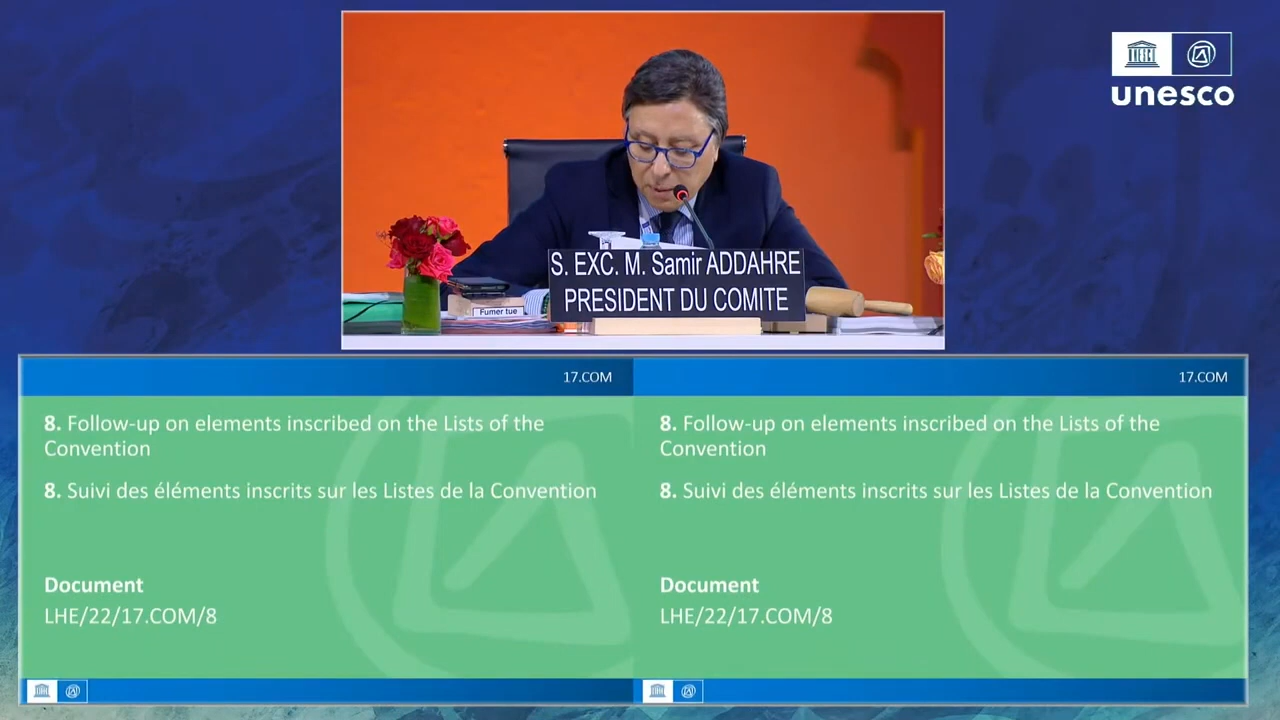 unesco
S. EXC. M. Samir ADDAHRE
PRESIDENT DU COMITE
Fumer tue
17.COM
8. Follow-up on elements inscribed on the Lists of the
Convention
8. Suivi des éléments inscrits sur les Listes de la Convention
Document
LHE/22/17.COM/8
17.COM
8. Follow-up on elements inscribed on the Lists of the
Convention
8. Suivi des éléments inscrits sur les Listes de la Convention
Document
LHE/22/17.COM/8